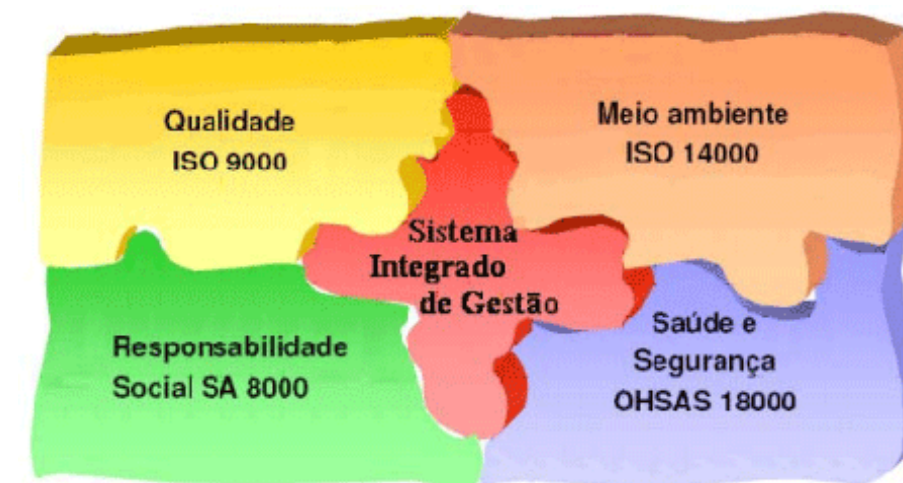 Qualidade
ISO 9000
Meio ambiente
ISO 14000
Sistema
Integrado
de Gestão
Responsabilidade
Social SA 8000
Saúde e
Segurança
OHSAS 18000